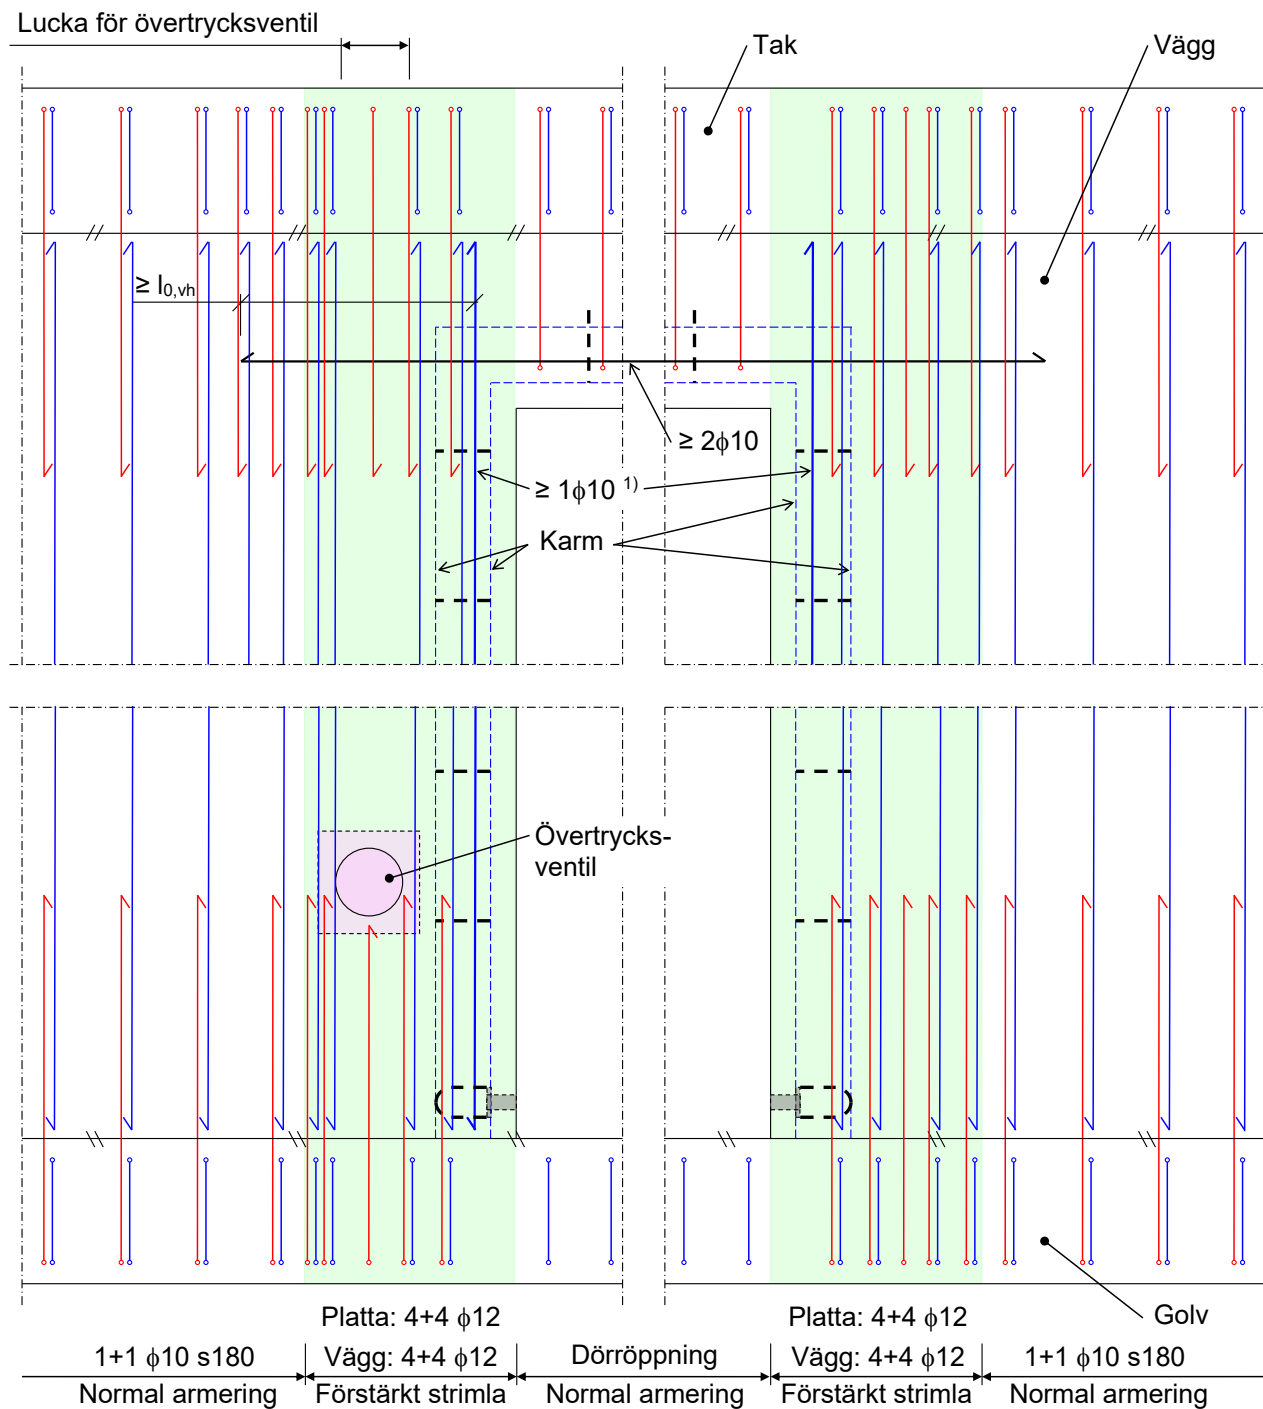 Lucka för övertrycksventil
Tak
Vägg
≥ l0,vh
≥ 2ϕ10
≥ 1ϕ10 1)
Karm
Övertrycks-
ventil
Golv
Platta: 4+4 ϕ12
Platta: 4+4 ϕ12
1+1 ϕ10 s180
Vägg: 4+4 ϕ12
Dörröppning
Vägg: 4+4 ϕ12
1+1 ϕ10 s180
Normal armering
Förstärkt strimla
Normal armering
Förstärkt strimla
Normal armering